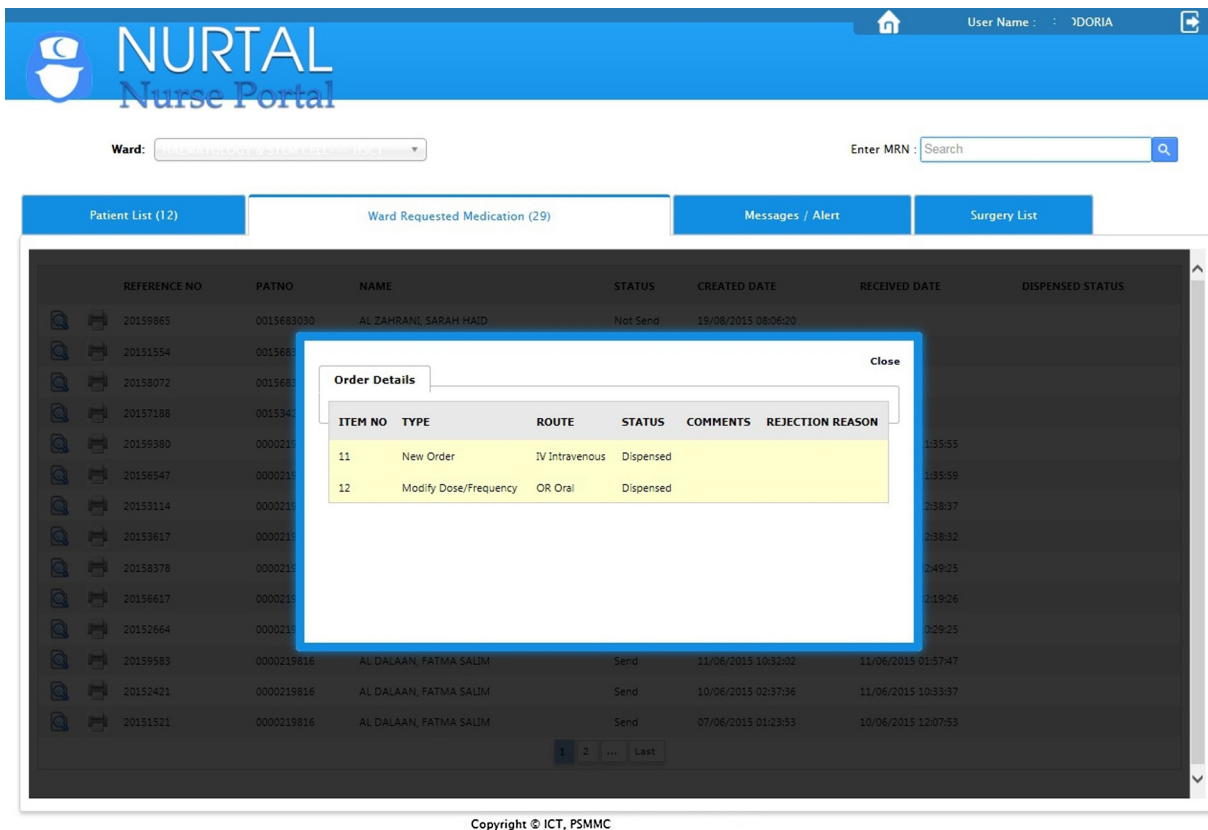 NURTAL
Nurse Portal
User Name :
Ward:
Enter MRN : Search
Patient List (12) Ward Requested Medication (29) Messages / Alert Surgery List
REFERENCE NO PATNO NAME STATUS CREATED DATE RECEIVED DATE DISPENSED STATUS
20159865 0015683030 AL ZAHRANI, SARAH HAID Not Send 19/08/2015 08:06:20
20151554
20158072
20157188
20159380
20156547
20153114
20153617
20158378
20156617
20152664
Close
Order Details
ITEM NO TYPE ROUTE STATUS COMMENTS REJECTION REASON
11 New Order IV Intravenous Dispensed
12 Modify Dose/Frequency OR Oral Dispensed
20159583 0000219816 AL DALAAN, FATMA SALIM Send 11/06/2015 10:32:02 11/06/2015 01:57:47
20152421 0000219816 AL DALAAN, FATMA SALIM Send 10/06/2015 02:37:36 11/06/2015 10:33:37
20151521 0000219816 AL DALAAN, FATMA SALIM Send 07/06/2015 01:23:53 10/06/2015 12:07:53
1 2 ... Last
Copyright © ICT, PSMMC